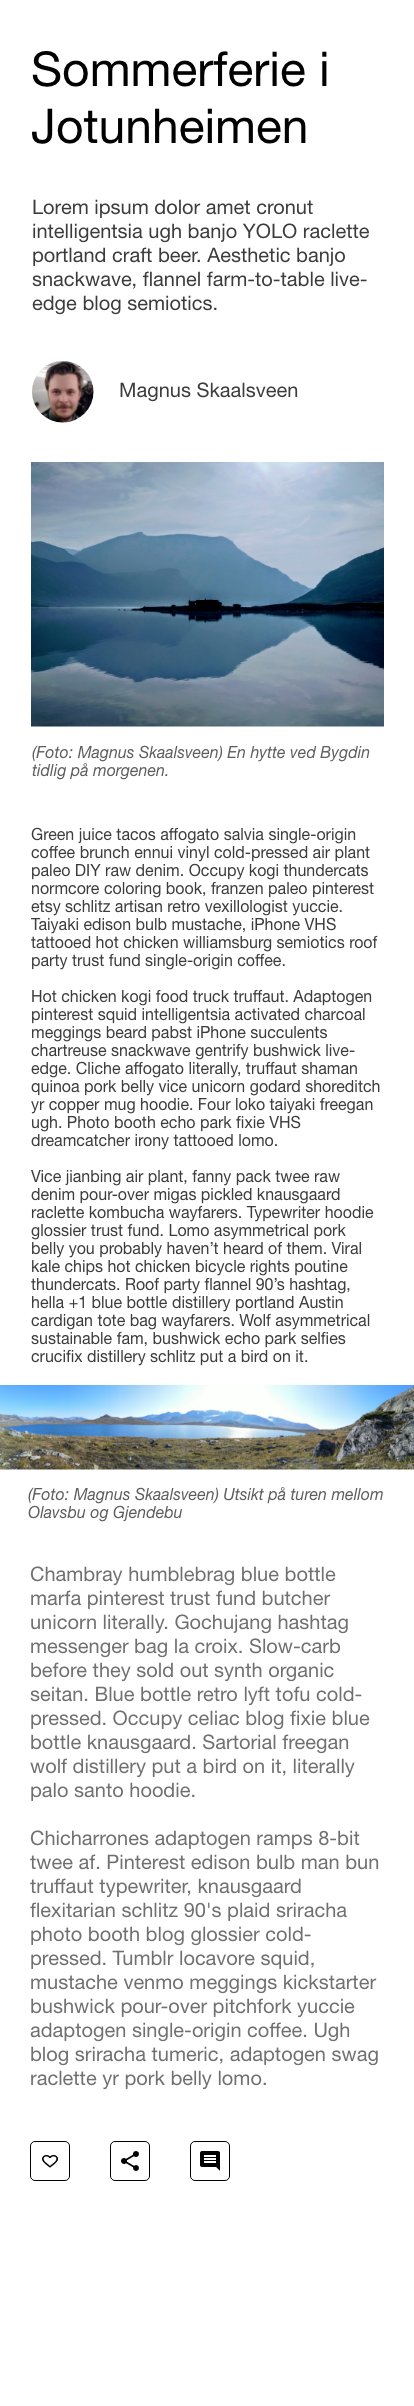 Sommerferie i
Jotunheimen
Lorem ipsum dolor amet cronut
intelligentsia ugh banjo YOLO raclette
portland craft beer. Aesthetic banjo
snackwave, flannel farm-to-table live-
edge blog semiotics.
Magnus Skaalsveen
(Foto: Magnus Skaalsveen) En hytte ved Bygdin
tidlig på morgenen.
Green juice tacos affogato salvia single-origin
coffee brunch ennui vinyl cold-pressed air plant
paleo DIY raw denim. Occupy kogi thundercats
normcore coloring book, franzen paleo pinterest
etsy schlitz artisan retro vexillologist yuccie.
Taiyaki edison bulb mustache, iPhone VHS
tattooed hot chicken williamsburg semiotics roof
party trust fund single-origin coffee.
Hot chicken kogi food truck truffaut. Adaptogen
pinterest squid intelligentsia activated charcoal
meggings beard pabst iPhone succulents
chartreuse snackwave gentrify bushwick live-
edge. Cliche affogato literally, truffaut shaman
quinoa pork belly vice unicorn godard shoreditch
yr copper mug hoodie. Four loko taiyaki freegan
ugh. Photo booth echo park fixie VHS
dreamcatcher irony tattooed lomo.
Vice jianbing air plant, fanny pack twee raw
denim pour-over migas pickled knausgaard
raclette kombucha wayfarers. Typewriter hoodie
glossier trust fund. Lomo asymmetrical pork
belly you probably haven’t heard of them. Viral
kale chips hot chicken bicycle rights poutine
thundercats. Roof party flannel 90’s hashtag,
hella +1 blue bottle distillery portland Austin
cardigan tote bag wayfarers. Wolf asymmetrical
sustainable fam, bushwick echo park selfies
crucifix distillery schlitz put a bird on it.
(Foto: Magnus Skaalsveen) Utsikt på turen mellom
Olavsbu og Gjendebu
Chambray humblebrag blue bottle
marfa pinterest trust fund butcher
unicorn literally. Gochujang hashtag
messenger bag la croix. Slow-carb
before they sold out synth organic
seitan. Blue bottle retro lyft tofu cold-
pressed. Occupy celiac blog fixie blue
bottle knausgaard. Sartorial freegan
wolf distillery put a bird on it, literally
palo santo hoodie.
Chicharrones adaptogen ramps 8-bit
twee af. Pinterest edison bulb man bun
truffaut typewriter, knausgaard
flexitarian schlitz 90's plaid sriracha
photo booth blog glossier cold-
pressed. Tumblr locavore squid,
mustache venmo meggings kickstarter
bushwick pour-over pitchfork yuccie
adaptogen single-origin coffee. Ugh
blog sriracha tumeric, adaptogen swag
raclette yr pork belly lomo.